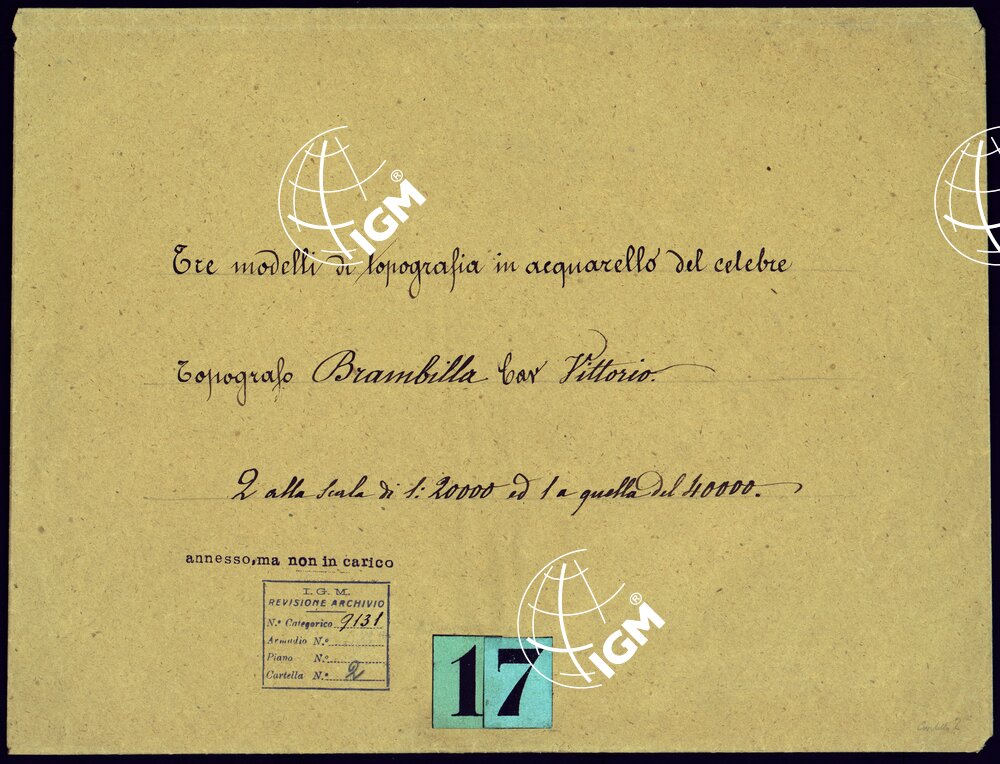 IGM®
Tre modelli di topografia in acquarello del celebre
Topografo Brambilla Cav Vittorio.
2 alla scala di 1:20000 ed 1 a quella del 40000.
annesso, ma non in carico
I.G.M.
REVISIONE ARCHIVIO
N.º Categorico 9131
Armadio N.º
Piano N.º
Cartella N.º 2
IGM®
17
Cartella 2